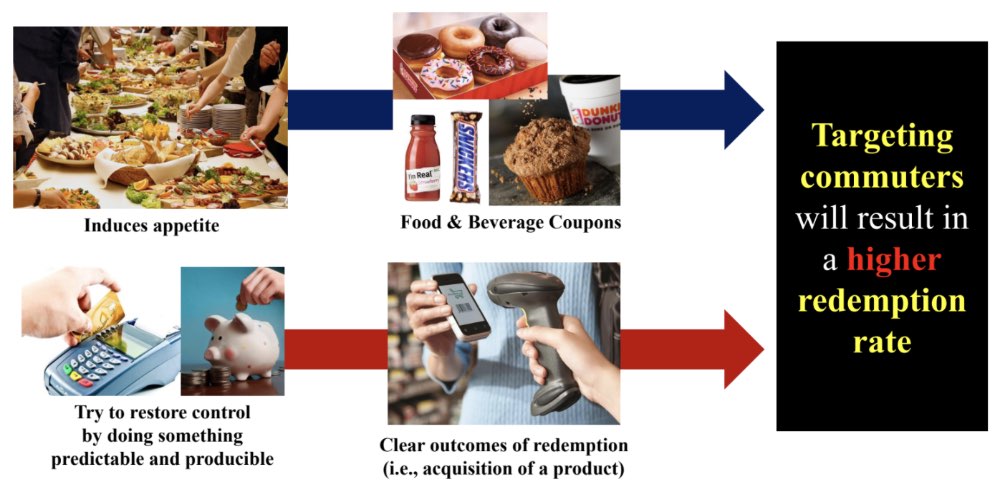 Induces appetite
I'm Real
SNICKERS
DUNKIN'
DONUTS
Food & Beverage Coupons
Targeting
commuters
will result in
a higher
redemption
rate
Try to restore control
by doing something
predictable and producible
Clear outcomes of redemption
(i.e., acquisition of a product)